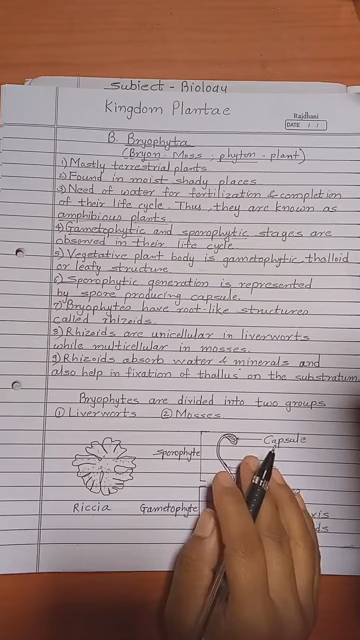 Subject - Biology
Kingdom Plantae
Rajdhani
DATE / /
B. Bryophyta
(Bryon - Moss ; phyton - plant)
1) Mostly terrestrial plants
2) Found in moist shady places.
3) Need of water for fertilization & completion
of their life cycle. Thus, they are known as
amphibious plants.
4) Gametophytic and sporophytic stages are
observed in their life cycle
5) Vegetative plant body is gametophytic, thalloid
or leafy structure.
6) Sporophytic generation is represented
by spore producing capsule.
7) Bryophytes have root-like structures
called rhizoids.
8) Rhizoids are unicellular in liverworts
while multicellular in mosses.
9) Rhizoids absorb water & minerals and
also help in fixation of thallus on the substratum.
Bryophytes are divided into two groups
① Liverworts ② Mosses
Capsule
Sporophyte
Riccia
Gametophyte